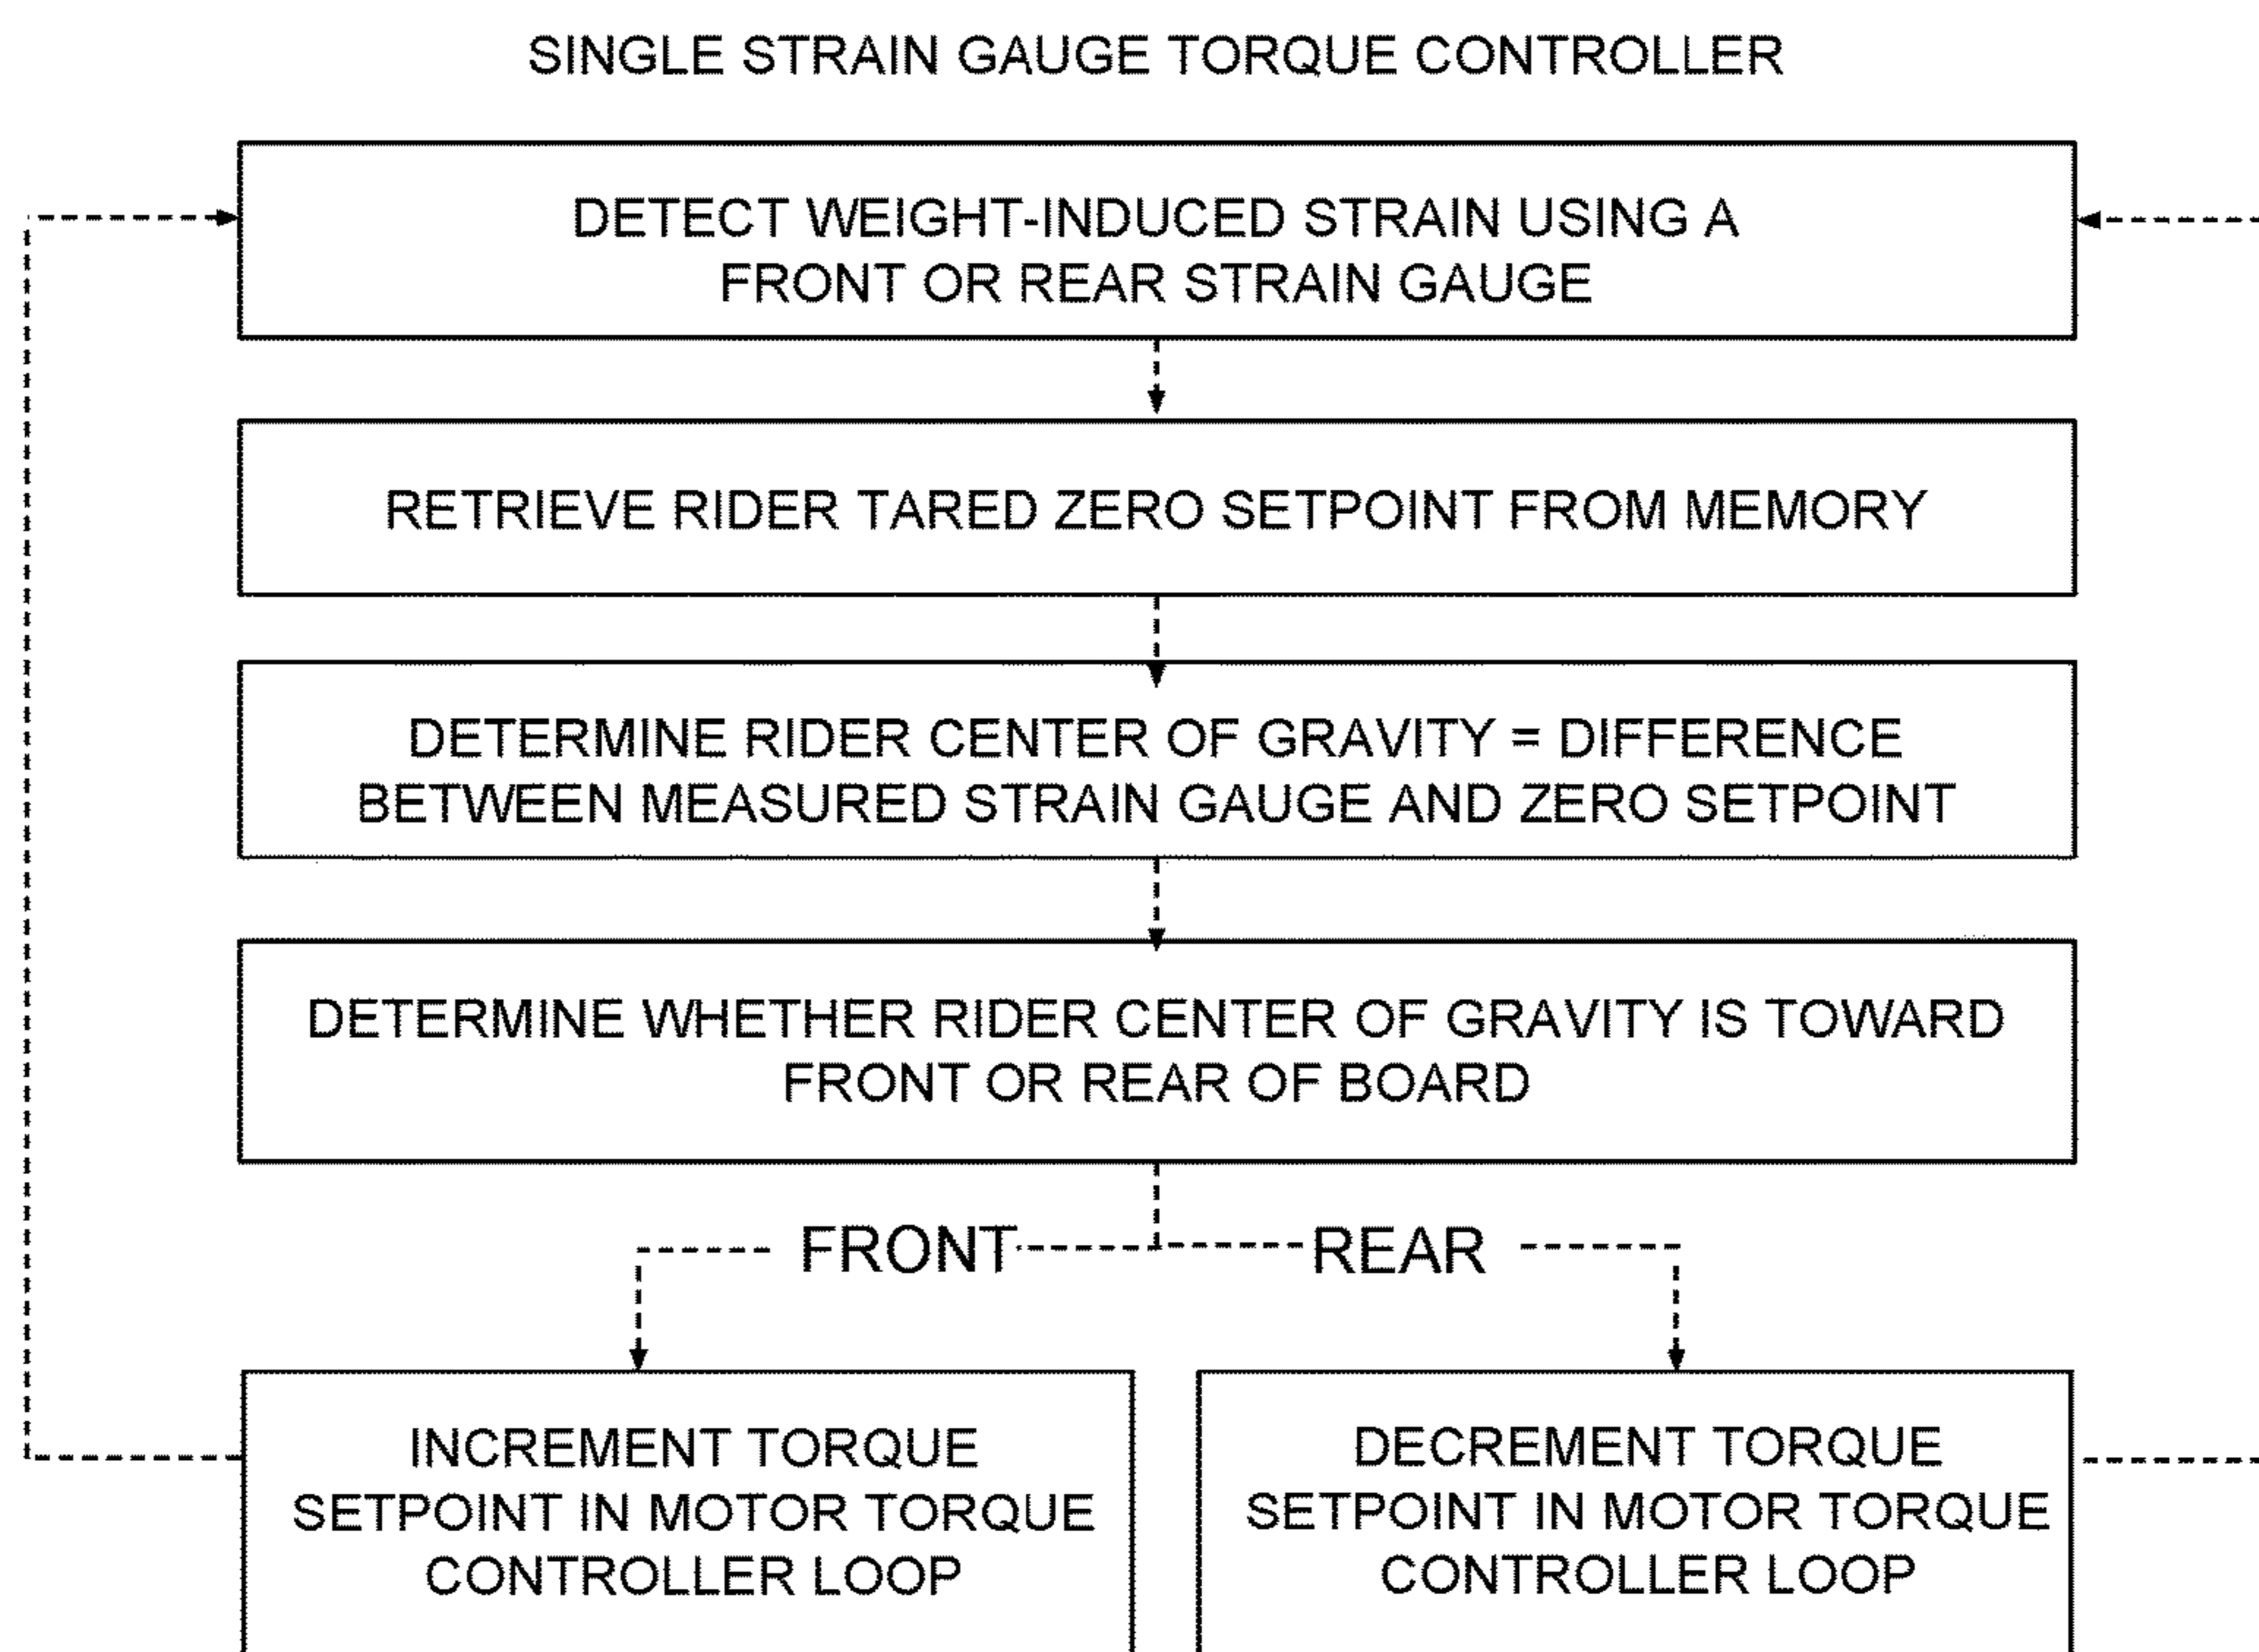 SINGLE STRAIN GAUGE TORQUE CONTROLLER
DETECT WEIGHT-INDUCED STRAIN USING A
FRONT OR REAR STRAIN GAUGE
RETRIEVE RIDER TARED ZERO SETPOINT FROM MEMORY
DETERMINE RIDER CENTER OF GRAVITY = DIFFERENCE
BETWEEN MEASURED STRAIN GAUGE AND ZERO SETPOINT
DETERMINE WHETHER RIDER CENTER OF GRAVITY IS TOWARD
FRONT OR REAR OF BOARD
FRONT
REAR
INCREMENT TORQUE
SETPOINT IN MOTOR TORQUE
CONTROLLER LOOP
DECREMENT TORQUE
SETPOINT IN MOTOR TORQUE
CONTROLLER LOOP